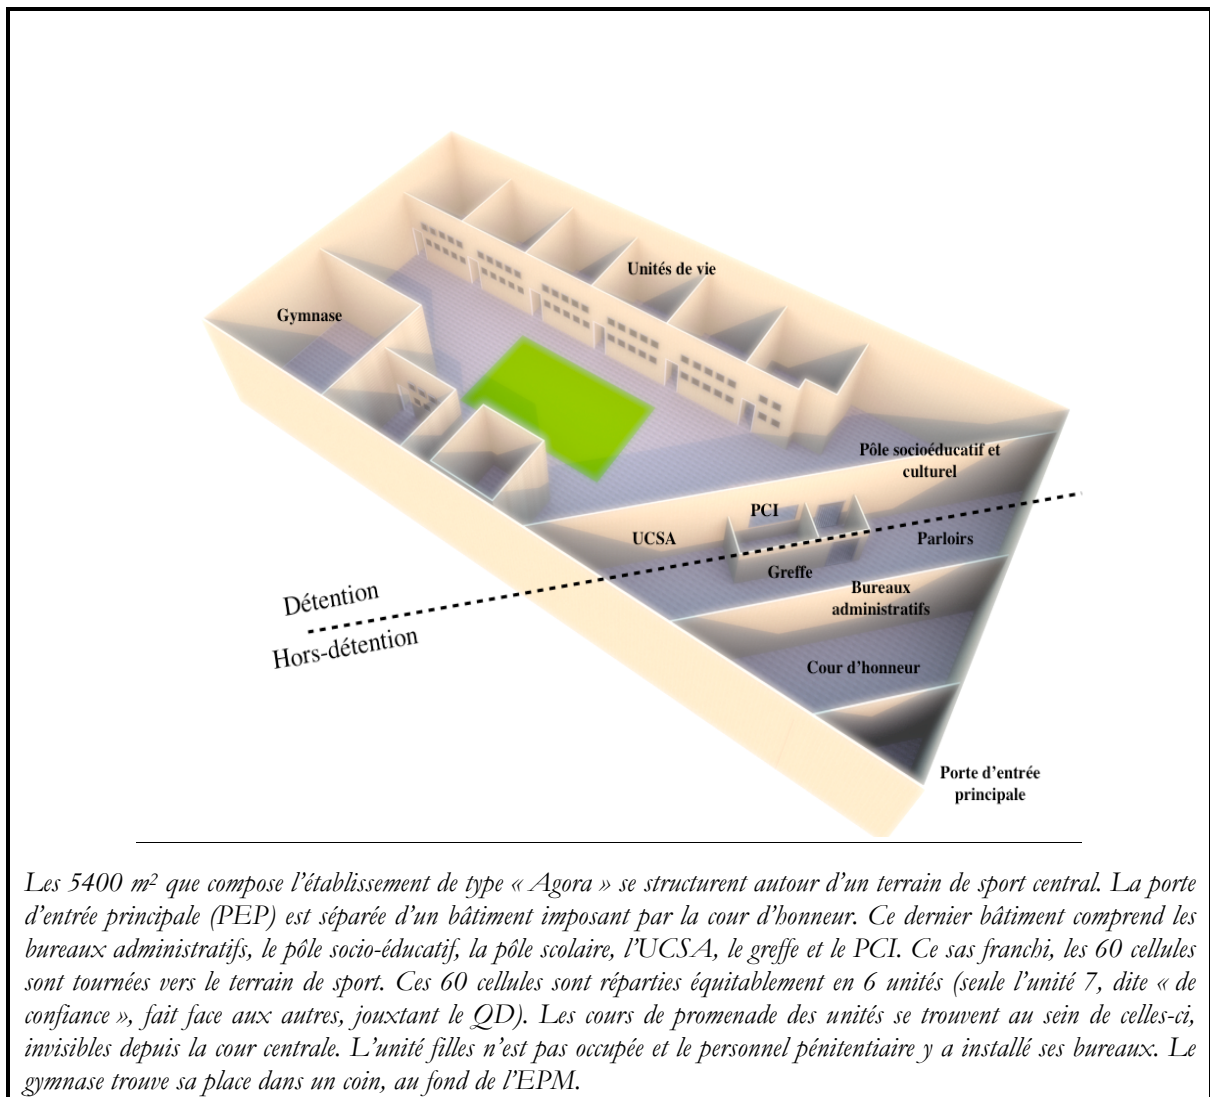 Unités de vie
Gymnase
Pôle socioéducatif et
culturel
PCI
UCSA
Parloirs
Greffe
Bureaux
administratifs
Détention
Hors-détention
Cour d’honneur
Porte d’entrée
principale
Les 5400 m² que compose l’établissement de type « Agora » se structurent autour d’un terrain de sport central. La porte
d’entrée principale (PEP) est séparée d’un bâtiment imposant par la cour d’honneur. Ce dernier bâtiment comprend les
bureaux administratifs, le pôle socio-éducatif, la pôle scolaire, l’UCSA, le greffe et le PCI. Ce sas franchi, les 60 cellules
sont tournées vers le terrain de sport. Ces 60 cellules sont réparties équitablement en 6 unités (seule l’unité 7, dite « de
confiance », fait face aux autres, jouxtant le QD). Les cours de promenade des unités se trouvent au sein de celles-ci,
invisibles depuis la cour centrale. L’unité filles n’est pas occupée et le personnel pénitentiaire y a installé ses bureaux. Le
gymnase trouve sa place dans un coin, au fond de l’EPM.